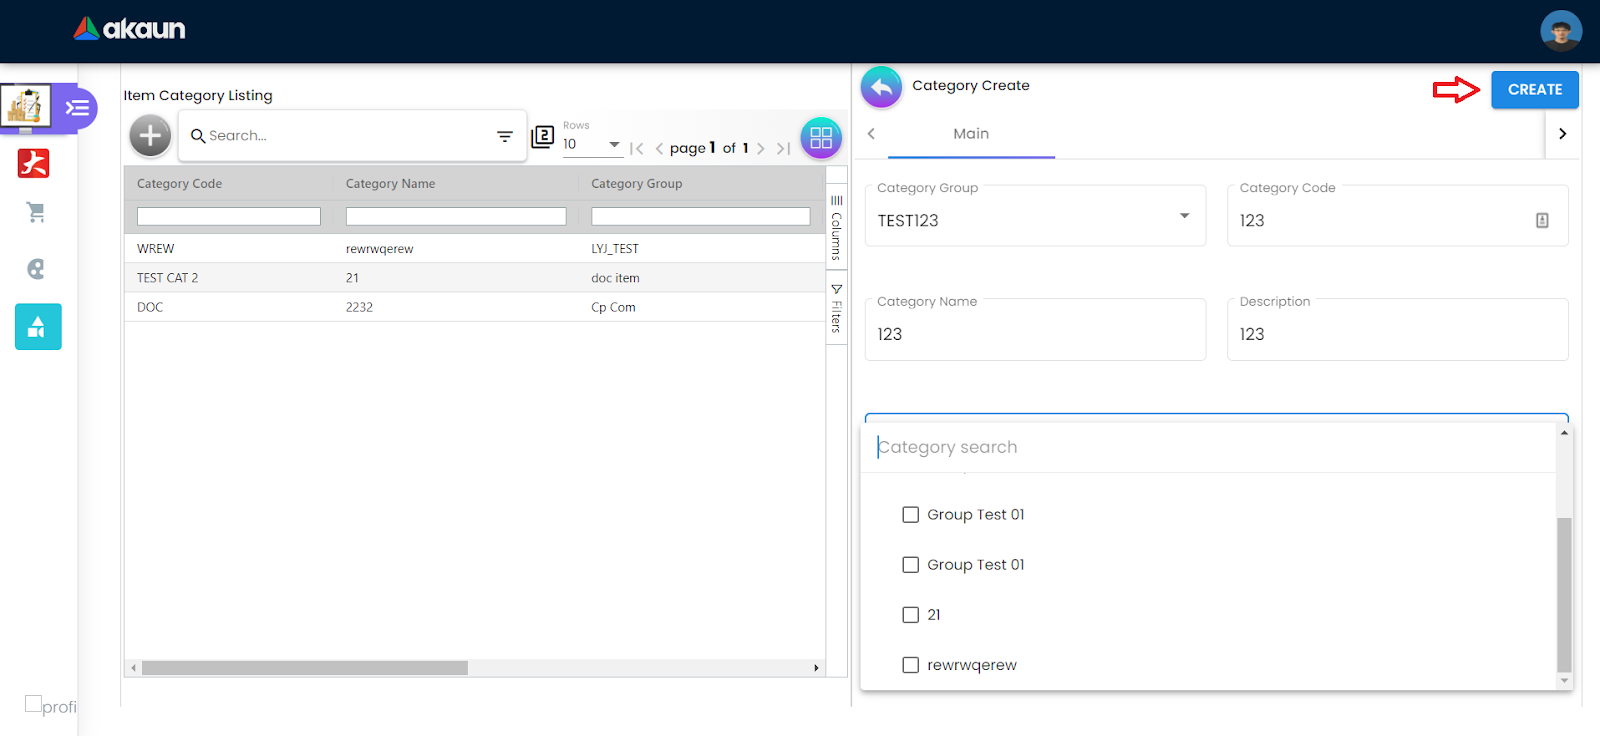 akaun
Item Category Listing
Search...
2
Rows
10
page 1 of 1
Category Code Category Name Category Group
WREW rewrwqerew LYJ_TEST
TEST CAT 2 21 doc item
DOC 2232 Cp Com
Columns
Filters
profi
Category Create
CREATE
Main
Category Group
TEST123
Category Code
123
Category Name
123
Description
123
Category search
Group Test 01
Group Test 01
21
rewrwqerew